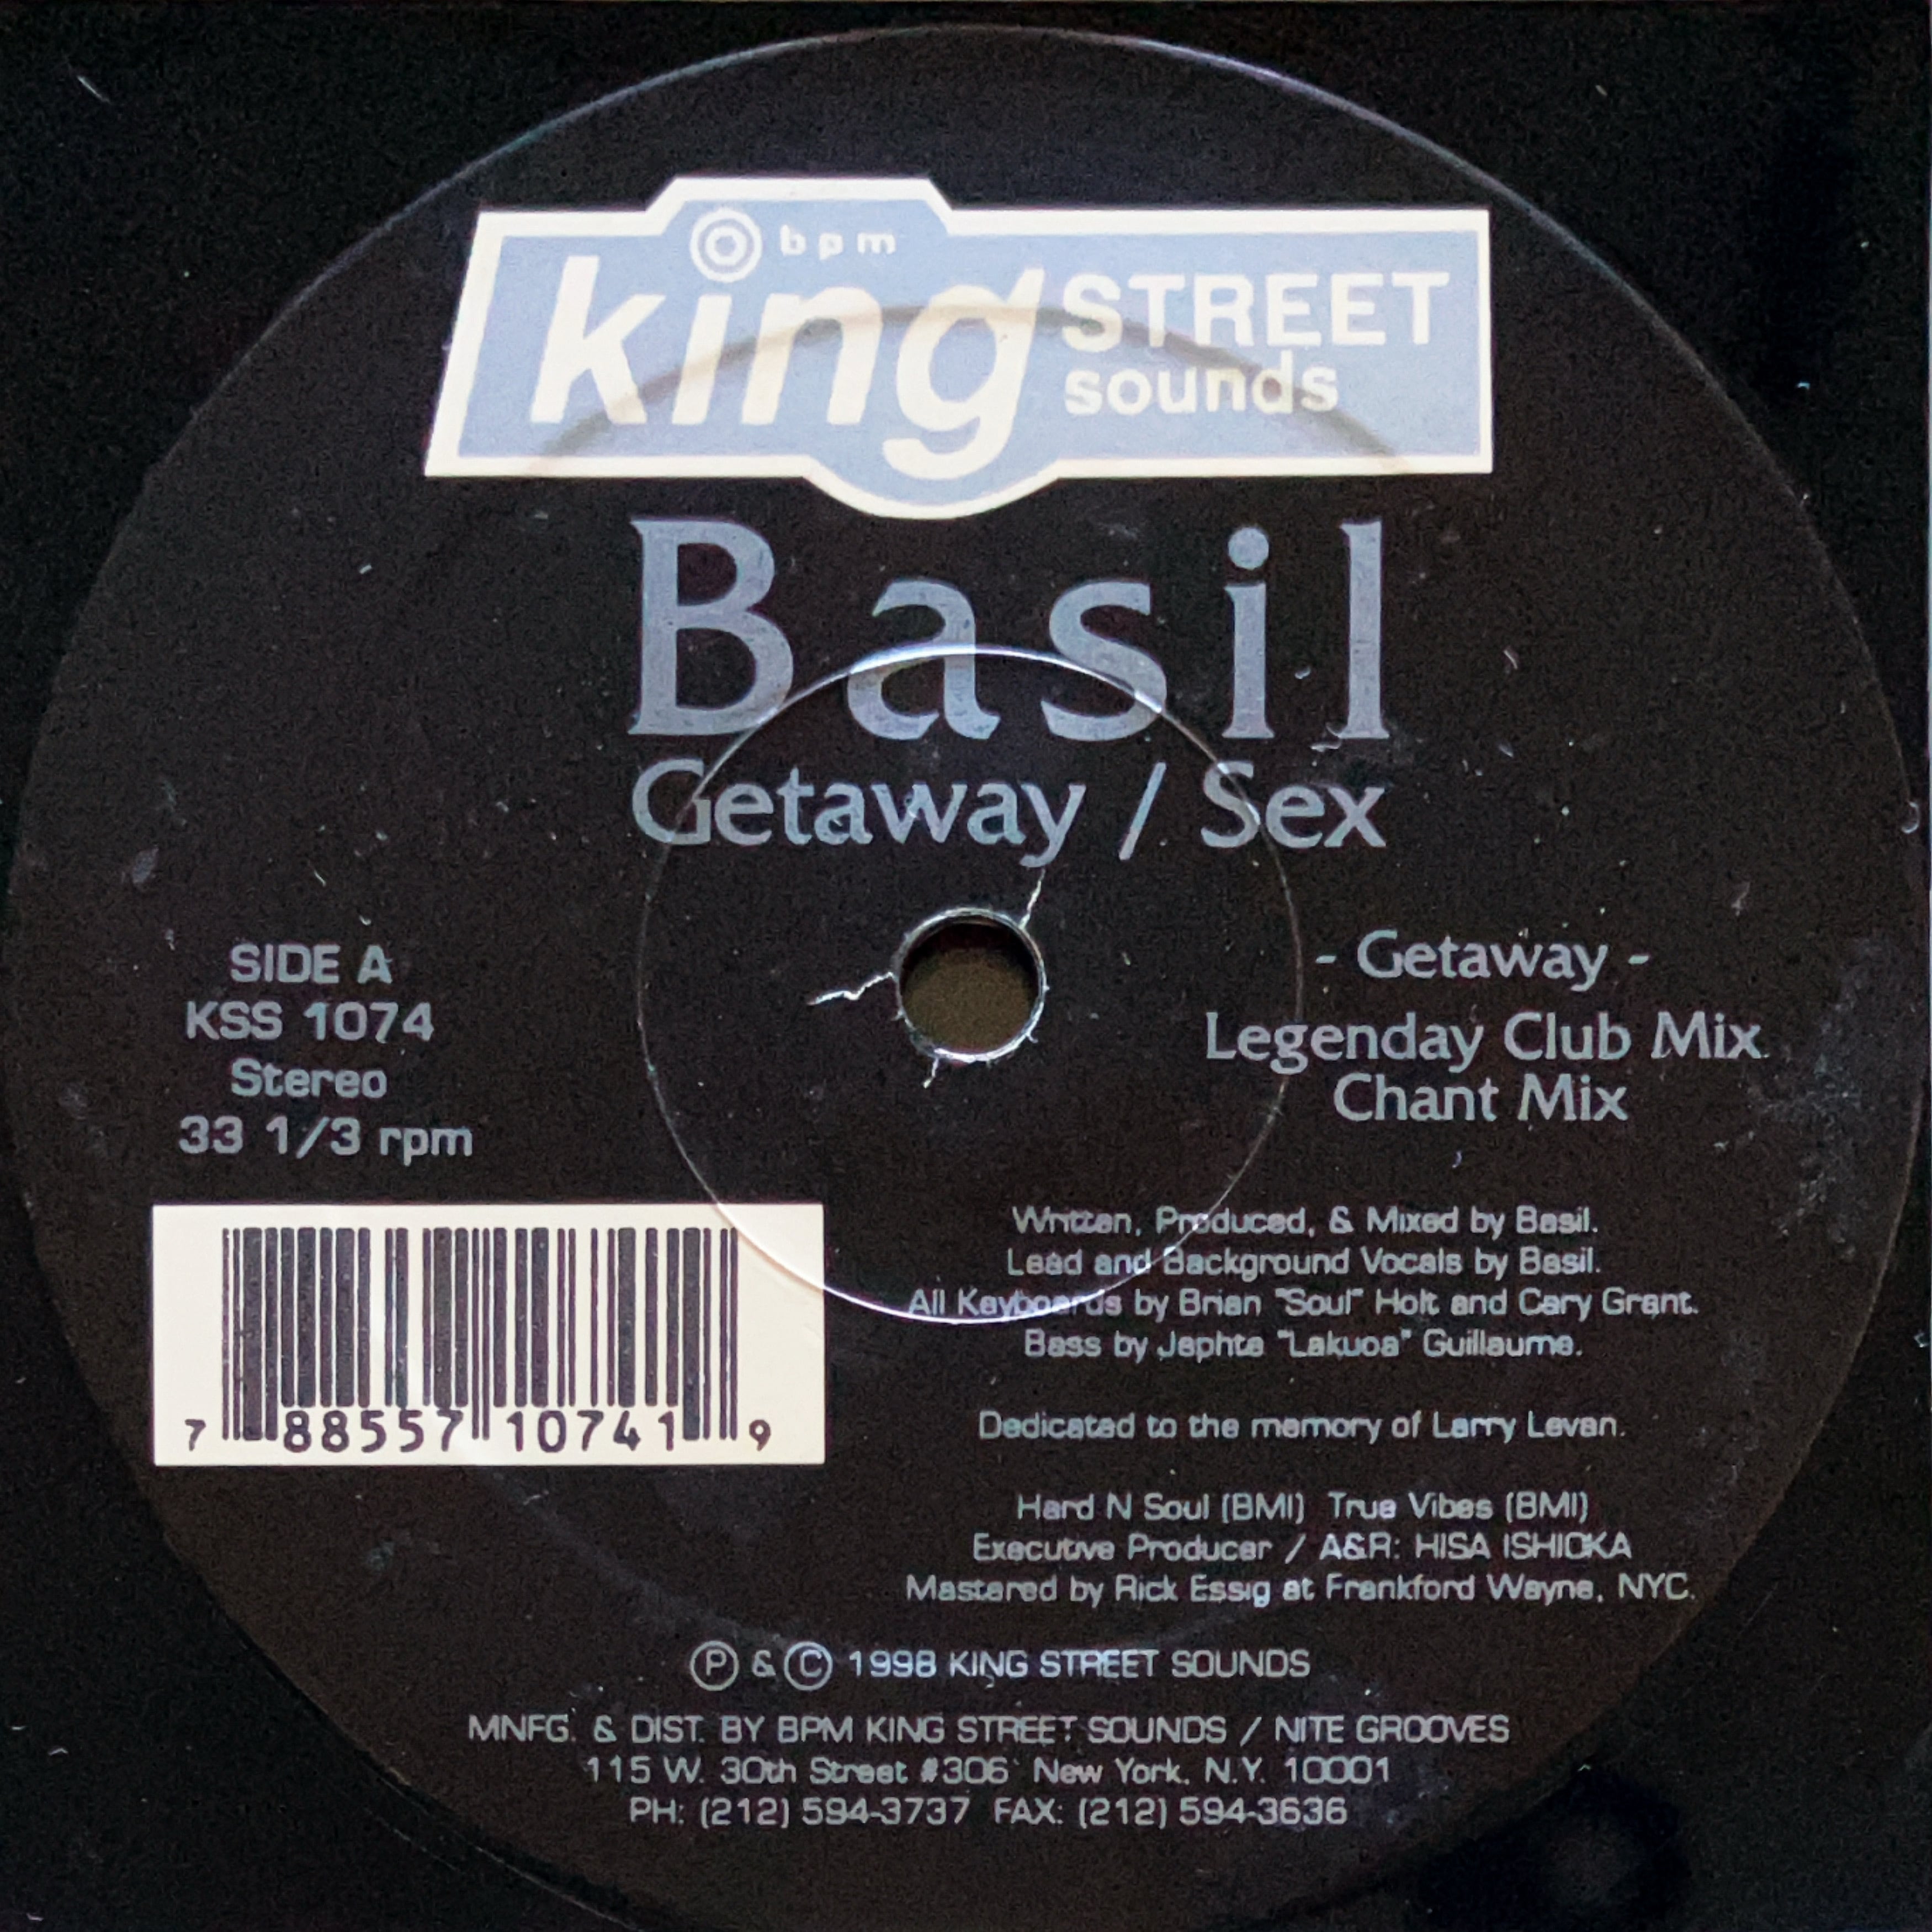 bpm
king STREET
sounds
Basil
Getaway / Sex
SIDE A
KSS 1074
Stereo
33 1/3 rpm
- Getaway -
Legenday Club Mix
Chant Mix
7 88557 10741 9
Written, Produced, & Mixed by Basil.
Lead and Background Vocals by Basil.
All Keyboards by Brian "Soul" Holt and Cary Grant.
Bass by Jephte "Lakuoa" Guillaume.
Dedicated to the memory of Larry Levan.
Hard N Soul (BMI) True Vibes (BMI)
Executive Producer / A&R: HISA ISHIOKA
Mastered by Rick Essig at Frankford Wayne, NYC.
Ⓟ & © 1998 KING STREET SOUNDS
MNFG. & DIST. BY BPM KING STREET SOUNDS / NITE GROOVES
115 W. 30th Street #306 New York, N.Y. 10001
PH: (212) 594-3737 FAX: (212) 594-3636